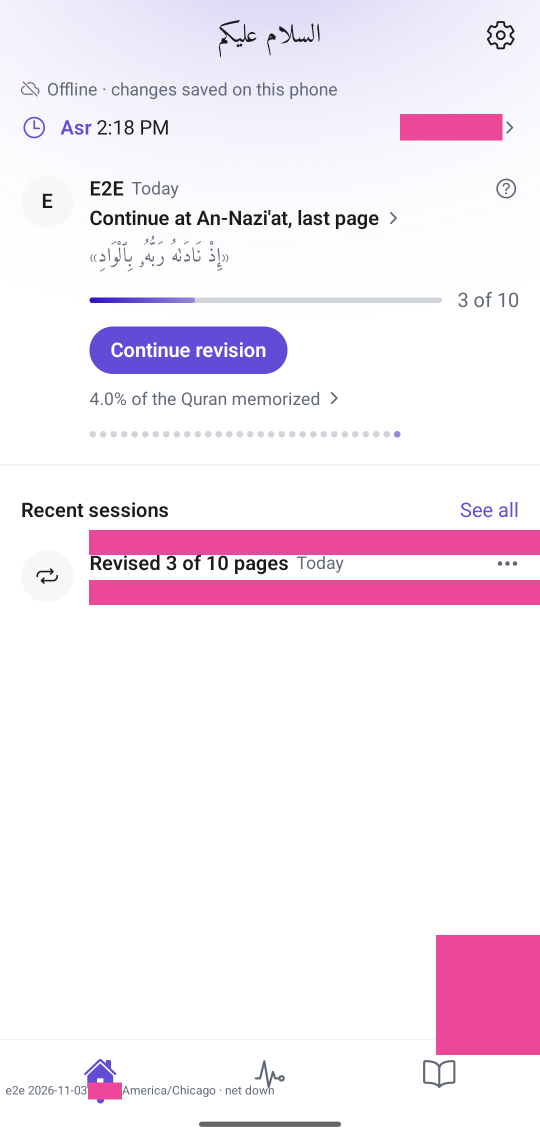 السلام عليكم
Offline · changes saved on this phone
Asr 2:18 PM
E
E2E Today
Continue at An-Nazi'at, last page
«إِذْ نَادَىٰهُ رَبُّهُۥ بِٱلْوَادِ»
3 of 10
Continue revision
4.0% of the Quran memorized
Recent sessions See all
Revised 3 of 10 pages Today
e2e 2026-11-03 America/Chicago · net down